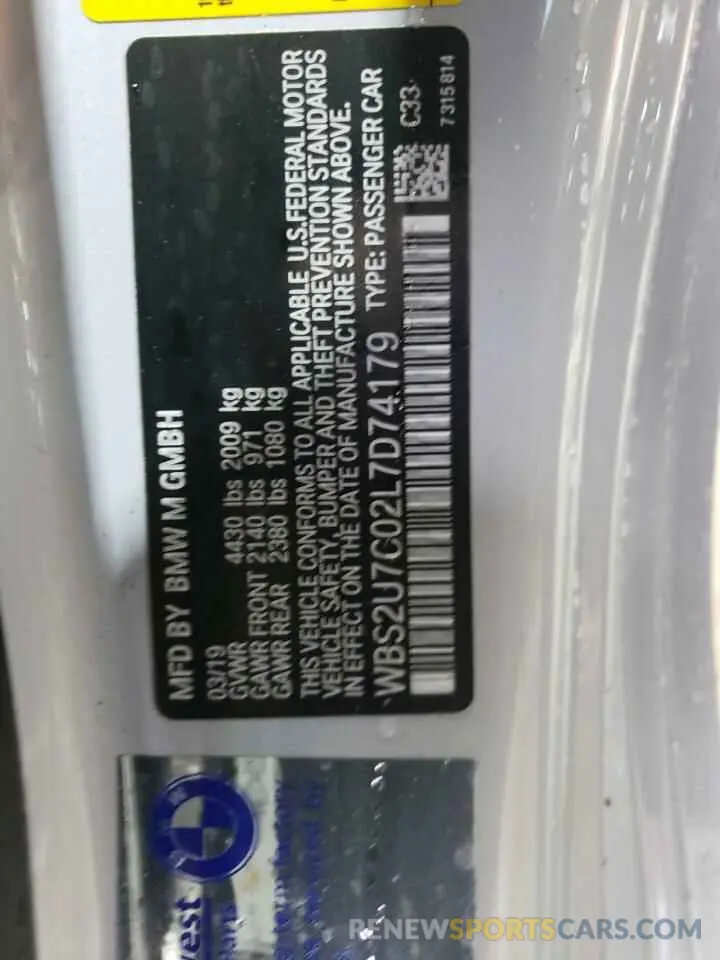 MFD BY BMW M GMBH
03/19
GVWR 4430 lbs 2009 kg
GAWR FRONT 2140 lbs 971 kg
GAWR REAR 2380 lbs 1080 kg
THIS VEHICLE CONFORMS TO ALL APPLICABLE U.S.FEDERAL MOTOR
VEHICLE SAFETY, BUMPER AND THEFT PREVENTION STANDARDS
IN EFFECT ON THE DATE OF MANUFACTURE SHOWN ABOVE.
WBS2U7C02L7D74179 TYPE: PASSENGER CAR
C33
7315814
BMW
vest
RENEWSPORTSCARS.COM